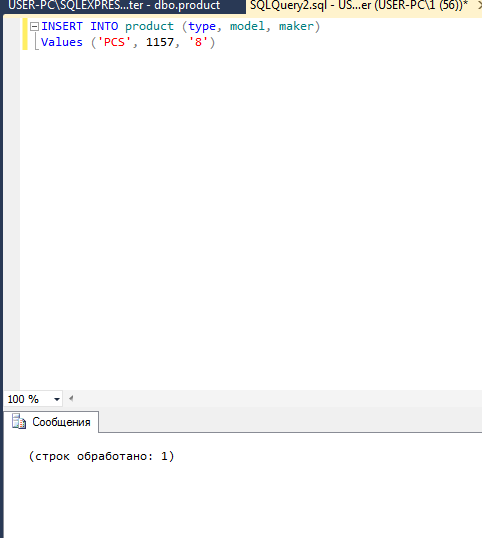 USER-PC\SQLEXPRES...ter - dbo.product
SQLQuery2.sql - US...er (USER-PC\1 (56))*
INSERT INTO product (type, model, maker)
Values ('PCS', 1157, '8')
100 %
Сообщения
(строк обработано: 1)